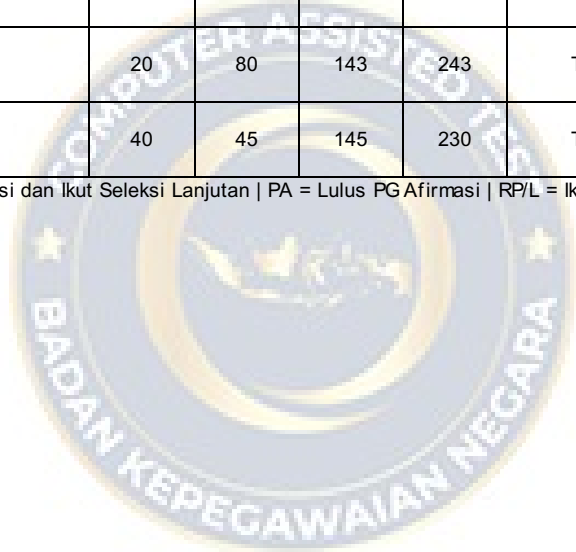 20 80 143 243 T
40 45 145 230 T
si dan Ikut Seleksi Lanjutan | PA = Lulus PG Afirmasi | RP/L = Ik
COMPUTER ASSISTED TEST
BADAN KEPEGAWAIAN NEGARA